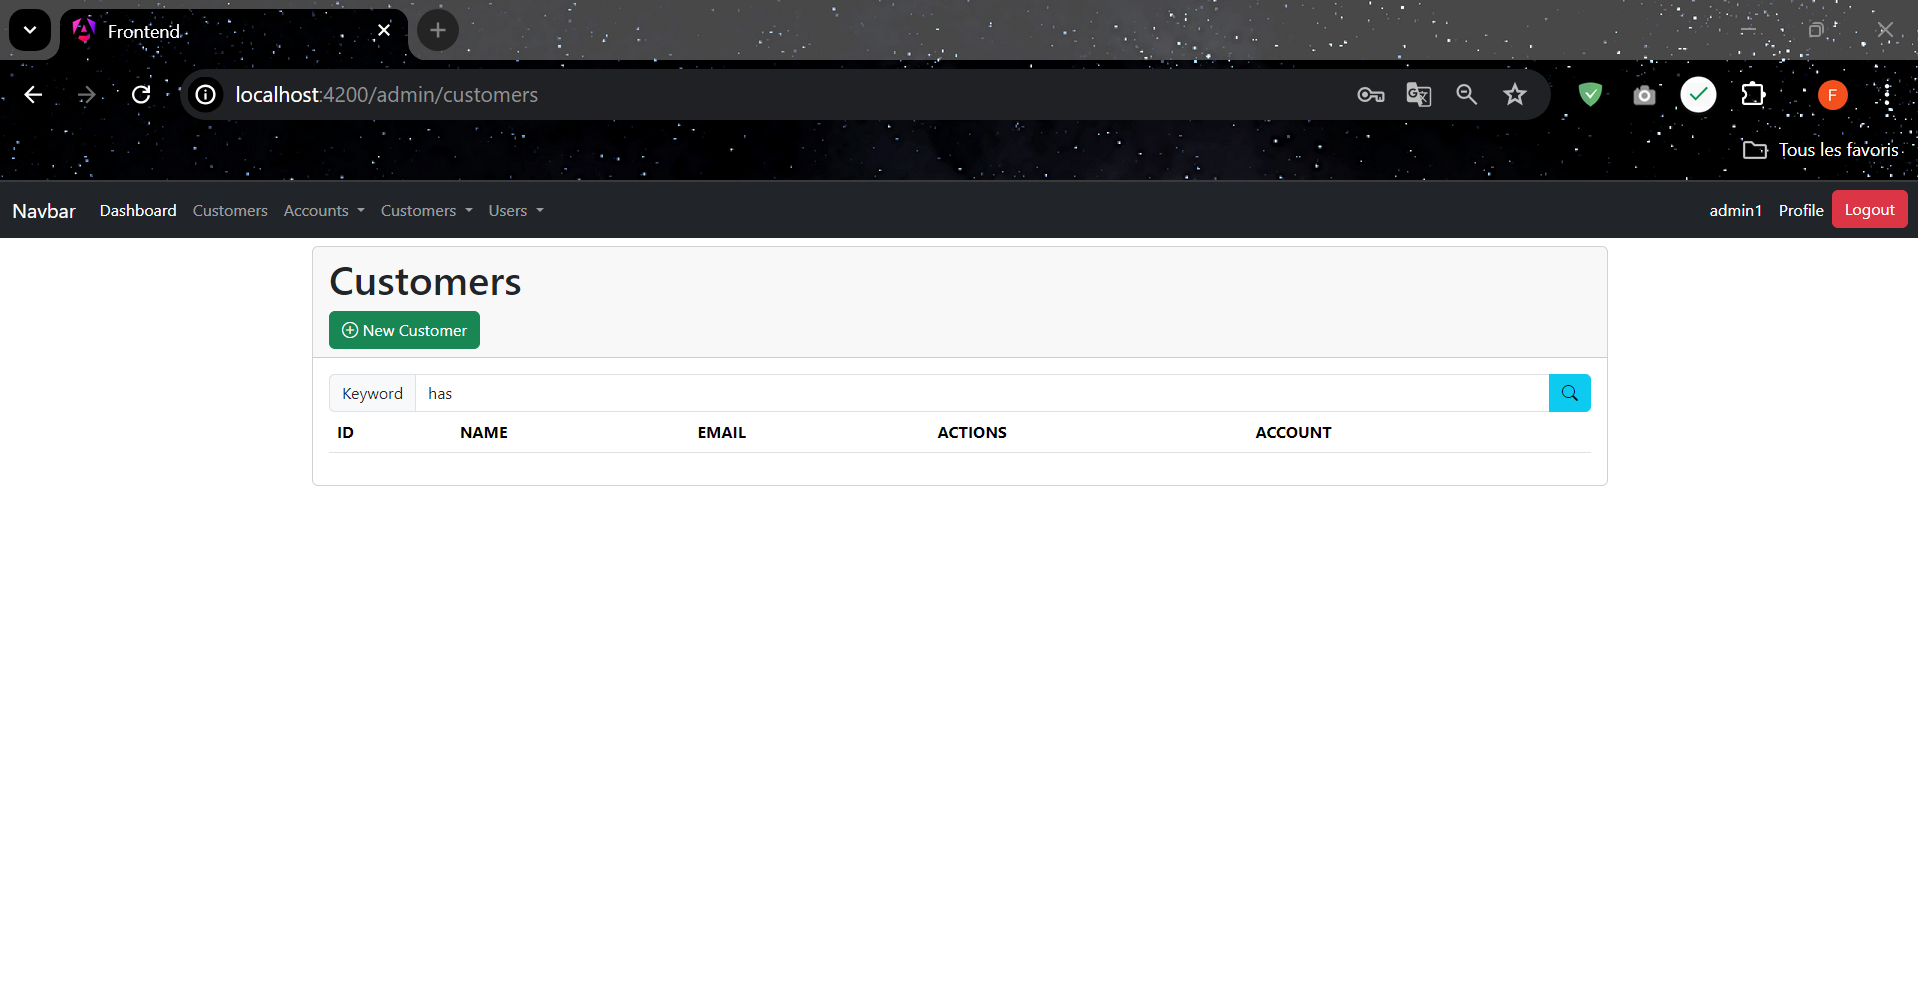 Frontend
localhost:4200/admin/customers
F
Tous les favoris
Navbar Dashboard Customers Accounts Customers Users admin1 Profile Logout
Customers
New Customer
Keyword has
ID NAME EMAIL ACTIONS ACCOUNT